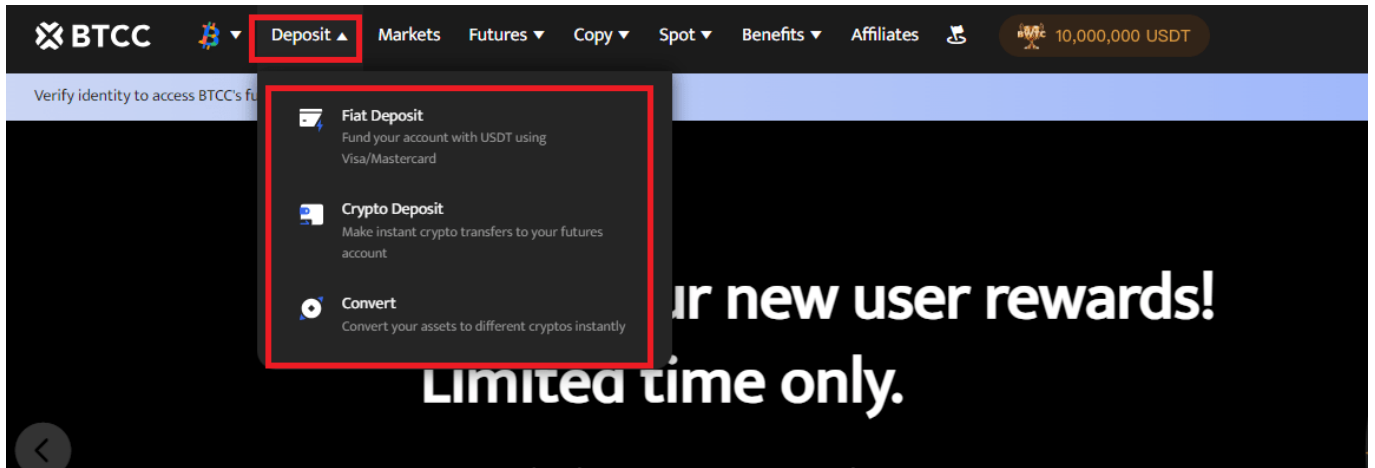 BTCC
Deposit ▲ Markets Futures ▼ Copy ▼ Spot ▼ Benefits ▼ Affiliates 10,000,000 USDT
Verify identity to access BTCC's fu
Fiat Deposit
Fund your account with USDT using
Visa/Mastercard
Crypto Deposit
Make instant crypto transfers to your futures
account
Convert
Convert your assets to different cryptos instantly
ur new user rewards!
Limited time only.